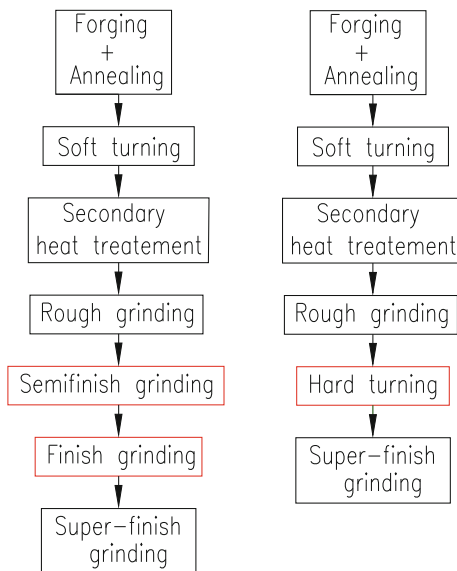 Forging
+
Annealing
Soft turning
Secondary
heat treatement
Rough grinding
Semifinish grinding
Finish grinding
Super-finish
grinding
Forging
+
Annealing
Soft turning
Secondary
heat treatement
Rough grinding
Hard turning
Super-finish
grinding